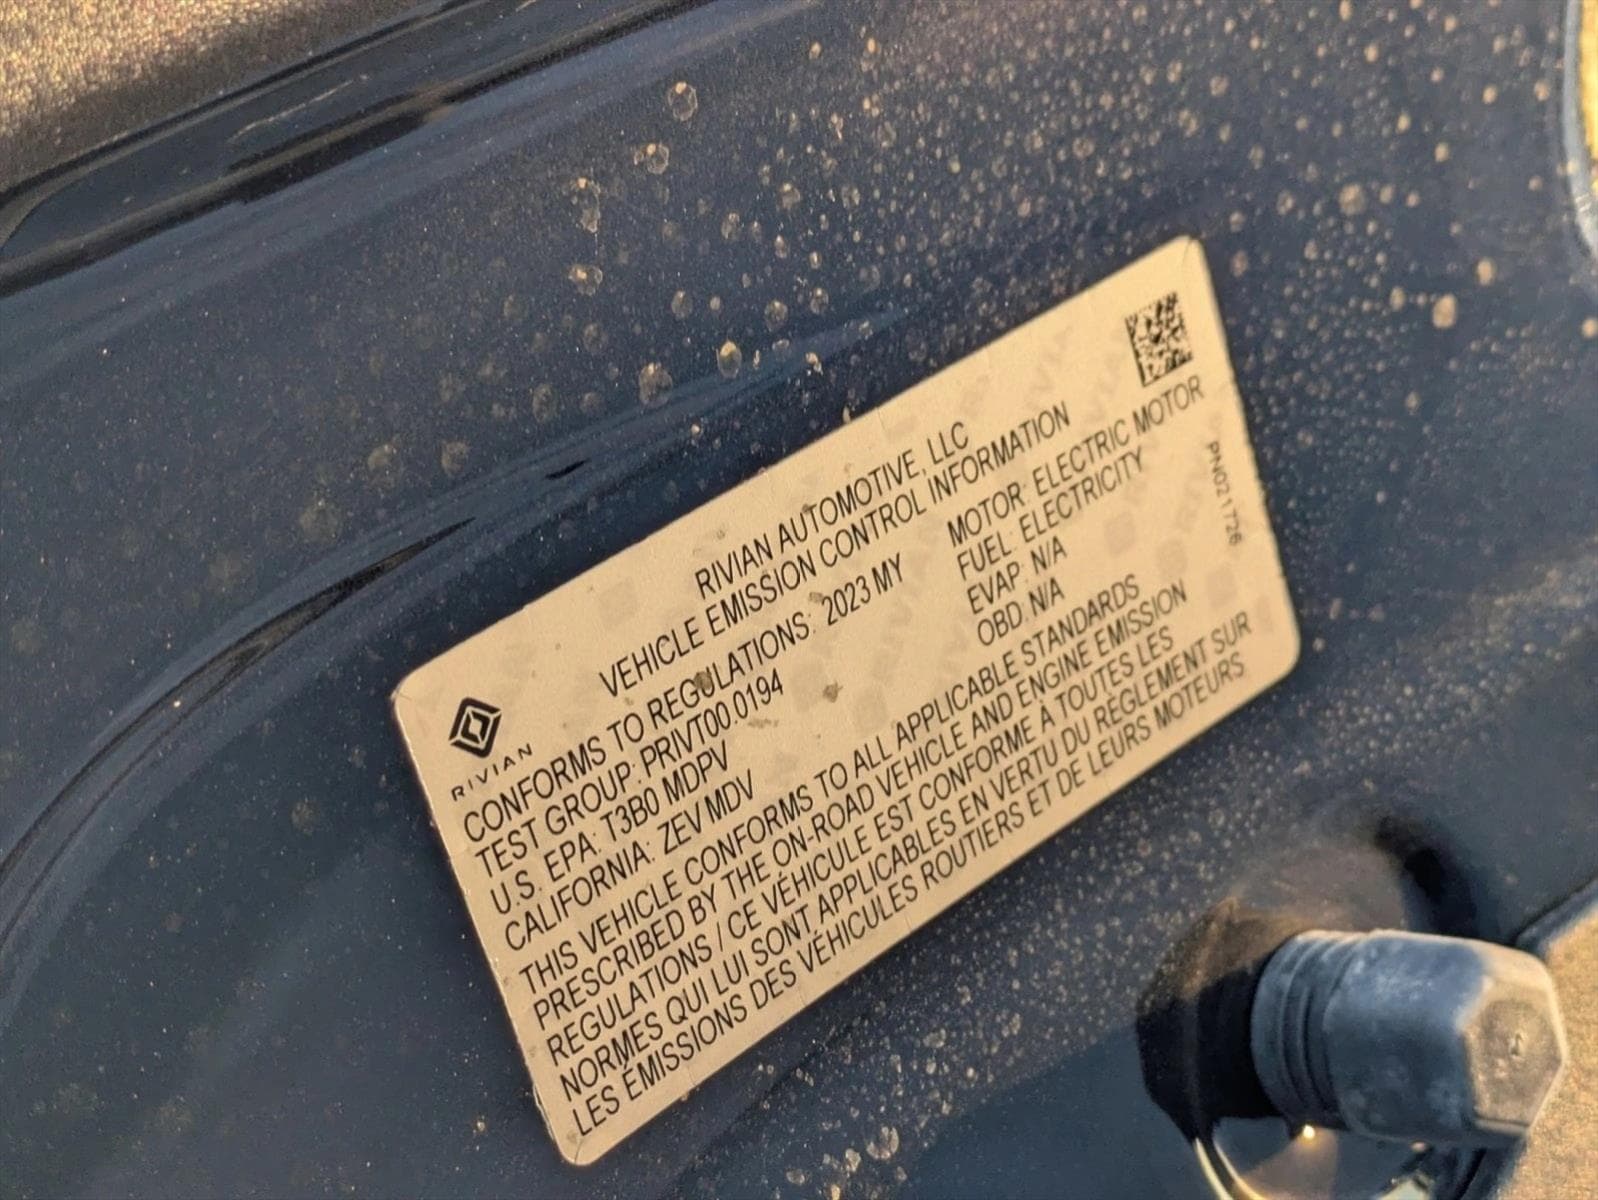 RIVIAN AUTOMOTIVE, LLC
VEHICLE EMISSION CONTROL INFORMATION
RIVIAN
CONFORMS TO REGULATIONS: 2023 MY
TEST GROUP: PRIVT00.0194
U.S. EPA: T3B0 MDPV
CALIFORNIA: ZEV MDV
MOTOR: ELECTRIC MOTOR
FUEL: ELECTRICITY
EVAP: N/A
OBD: N/A
THIS VEHICLE CONFORMS TO ALL APPLICABLE STANDARDS
PRESCRIBED BY THE ON-ROAD VEHICLE AND ENGINE EMISSION
REGULATIONS / CE VÉHICULE EST CONFORME À TOUTES LES
NORMES QUI LUI SONT APPLICABLES EN VERTU DU RÈGLEMENT SUR
LES ÉMISSIONS DES VÉHICULES ROUTIERS ET DE LEURS MOTEURS
PN021726